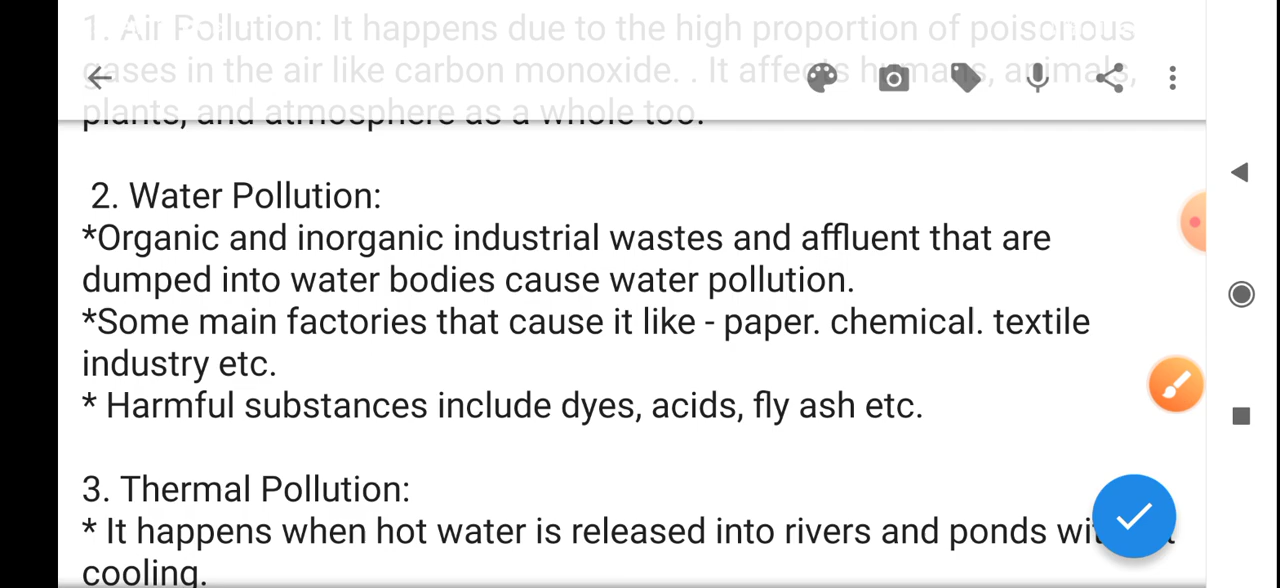 1. Air Pollution: It happens due to the high proportion of poisonous
gases in the air like carbon monoxide. . It affects humans, animals,
plants, and atmosphere as a whole too.
2. Water Pollution:
*Organic and inorganic industrial wastes and affluent that are
dumped into water bodies cause water pollution.
*Some main factories that cause it like - paper. chemical. textile
industry etc.
* Harmful substances include dyes, acids, fly ash etc.
3. Thermal Pollution:
* It happens when hot water is released into rivers and ponds without
cooling.